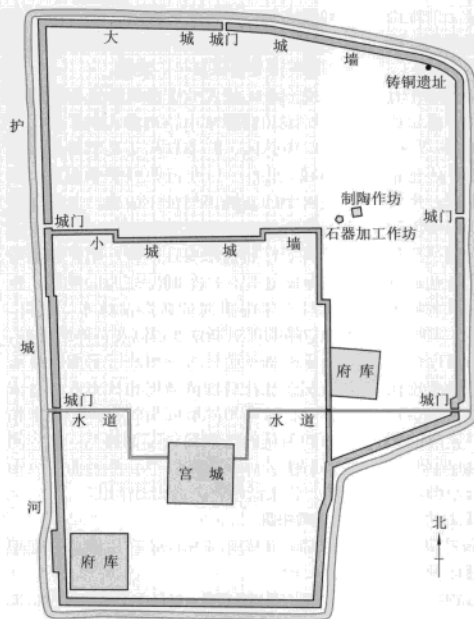 大 城 城门 城 墙
铸铜遗址
护
制陶作坊
城门
城门
石器加工作坊
小 城 城 墙
城
府库
城门
水 道
水 道
宫 城
河
北
府库